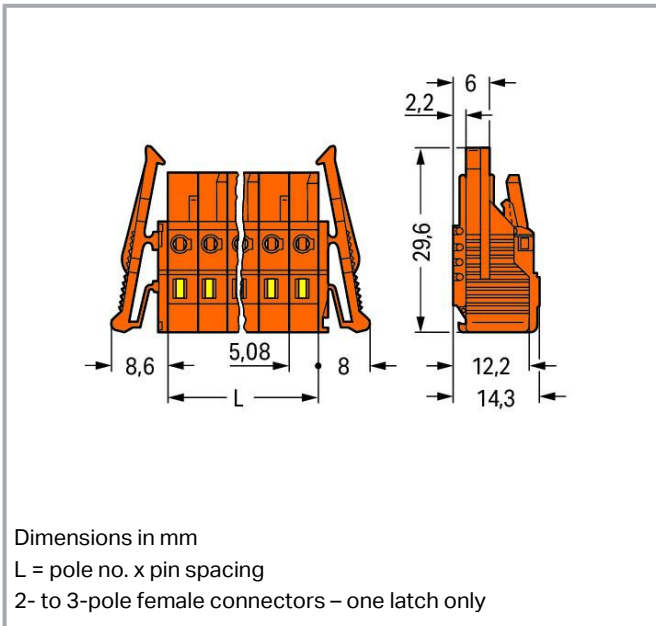 6
2,2
29,6
8,6
5,08
8
L
12,2
14,3
Dimensions in mm
L = pole no. x pin spacing
2- to 3-pole female connectors – one latch only